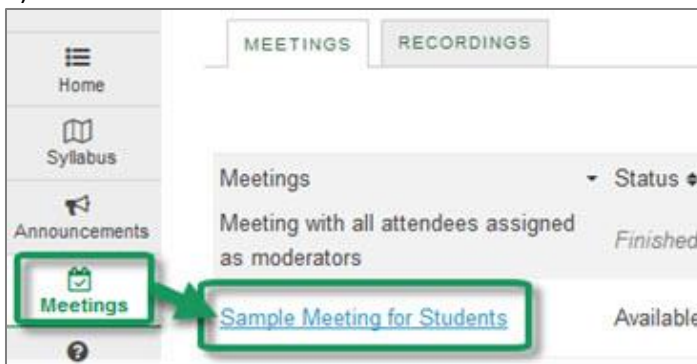 Home
Syllabus
Announcements
Meetings
MEETINGS RECORDINGS
Meetings Status
Meeting with all attendees assigned
as moderators
Finished
Sample Meeting for Students Available